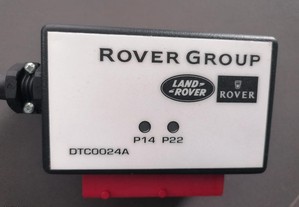 ROVER GROUP
LAND-
-ROVER
ROVER
P14 P22
DTC0024A